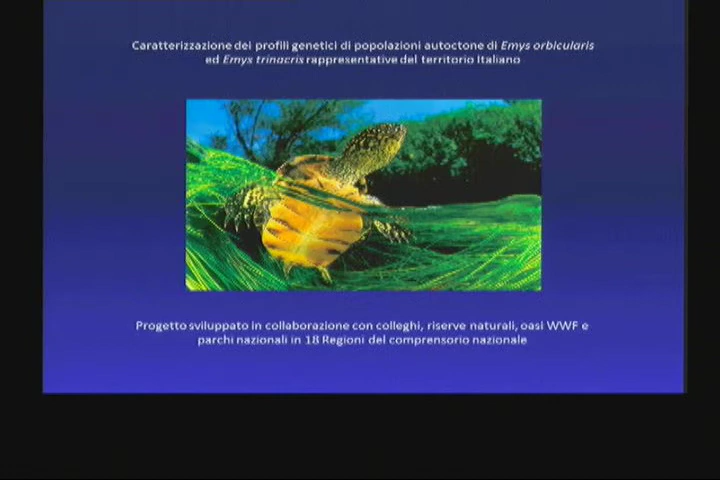 Caratterizzazione dei profili genetici di popolazioni autoctone di Emys orbicularis
ed Emys trinacris rappresentative del territorio Italiano
Progetto sviluppato in collaborazione con colleghi, riserve naturali, oasi WWF e
parchi nazionali in 18 Regioni del comprensorio nazionale